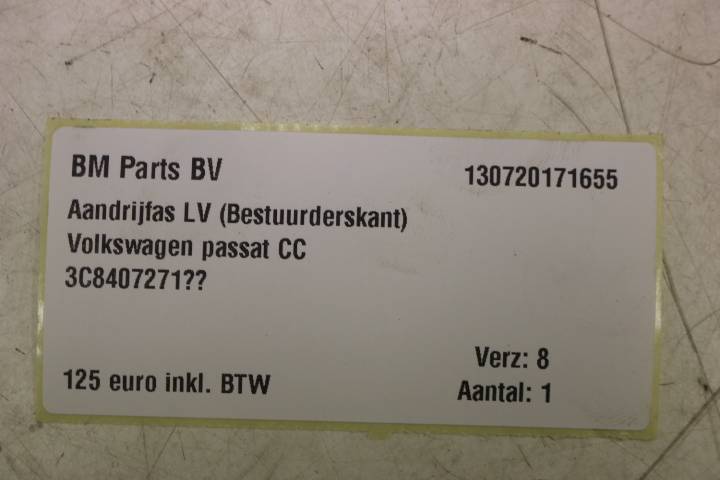 BM Parts BV 130720171655
Aandrijfas LV (Bestuurderskant)
Volkswagen passat CC
3C8407271??
Verz: 8
125 euro inkl. BTW
Aantal: 1